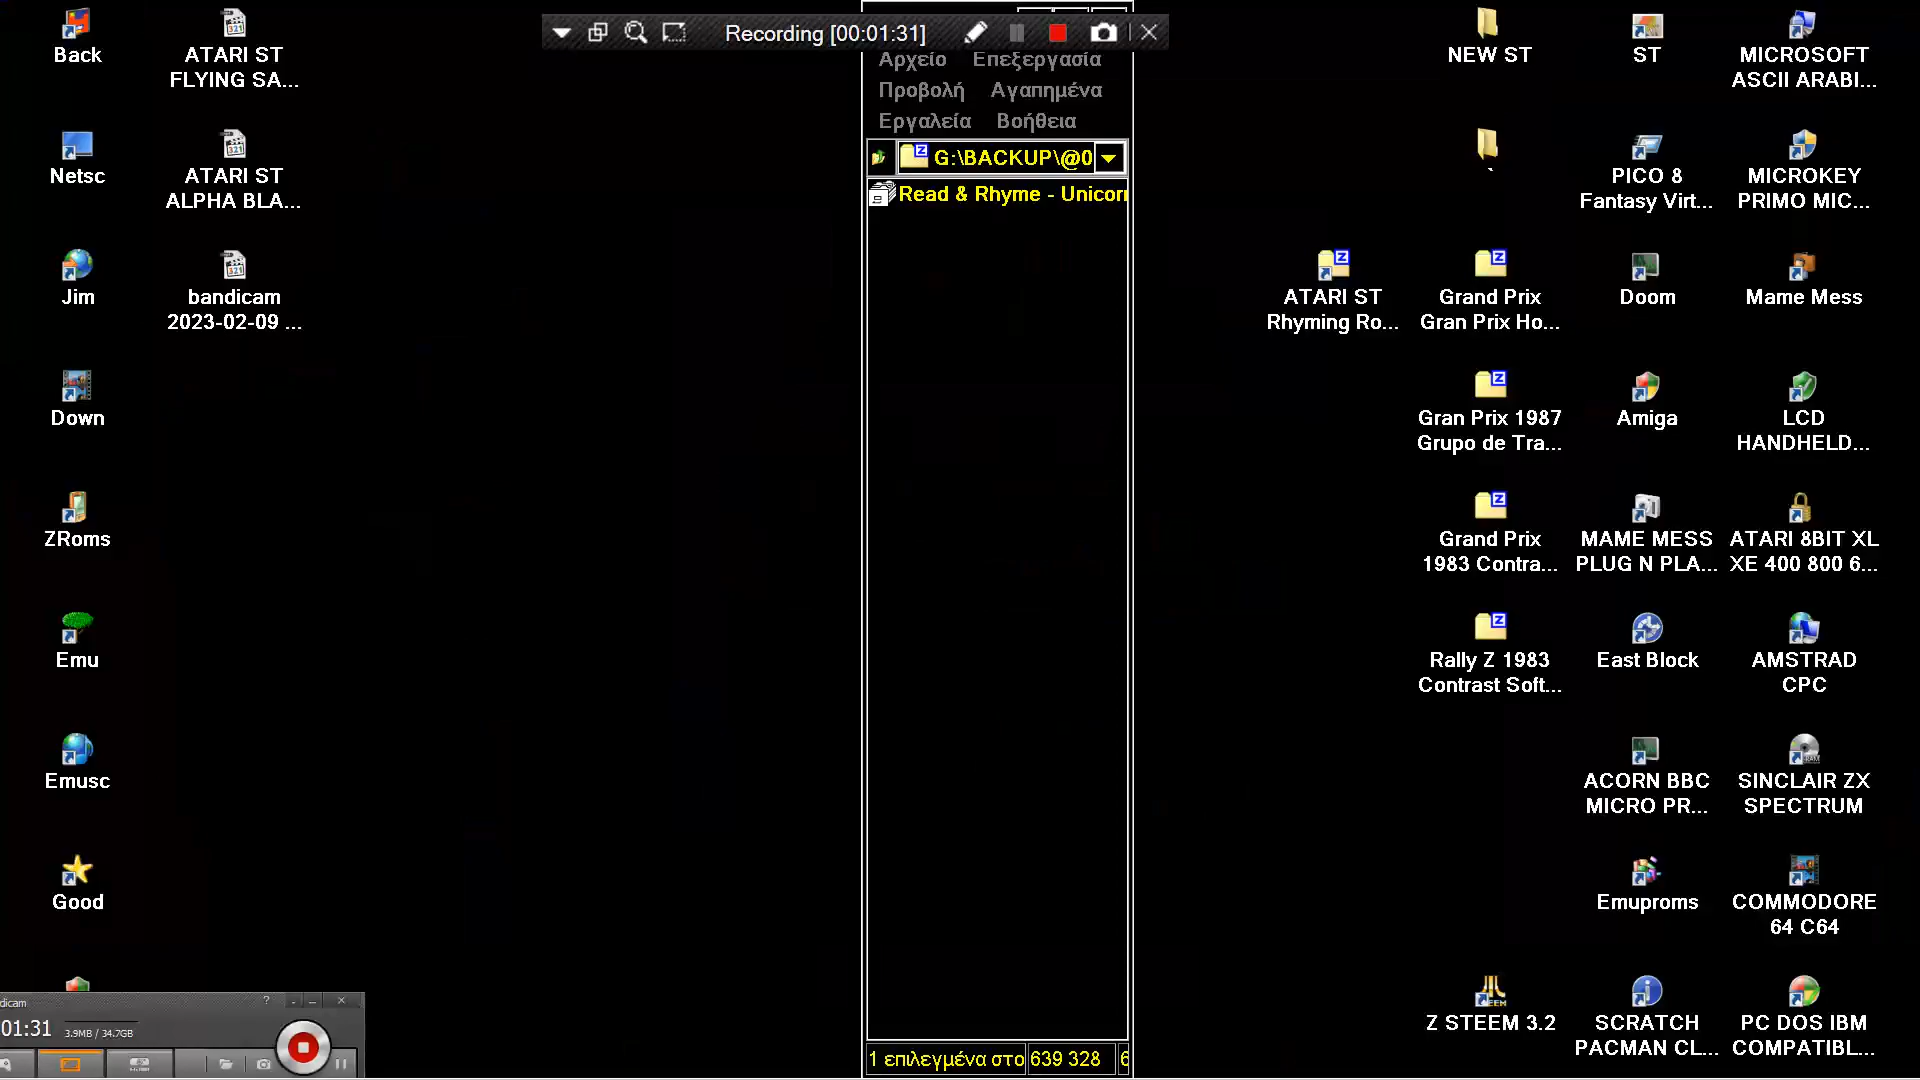 Recording [00:01:31]
Back
ATARI ST
FLYING SA...
Netsc
ATARI ST
ALPHA BLA...
Jim
bandicam
2023-02-09 ...
Down
ZRoms
Emu
Emusc
Good
Αρχείο Επεξεργασία
Προβολή Αγαπημένα
Εργαλεία Βοήθεια
G:\BACKUP\@0
Read & Rhyme - Unicorn
1 επιλεγμένα στο 639 328 6
NEW ST
ST
MICROSOFT
ASCII ARABI...
`
PICO 8
Fantasy Virt...
MICROKEY
PRIMO MIC...
ATARI ST
Rhyming Ro...
Grand Prix
Gran Prix Ho...
Doom
Mame Mess
Gran Prix 1987
Grupo de Tra...
Amiga
LCD
HANDHELD...
Grand Prix
1983 Contra...
MAME MESS
PLUG N PLA...
ATARI 8BIT XL
XE 400 800 6...
Rally Z 1983
Contrast Soft...
East Block
AMSTRAD
CPC
ACORN BBC
MICRO PR...
SINCLAIR ZX
SPECTRUM
Emuproms
COMMODORE
64 C64
Z STEEM 3.2
SCRATCH
PACMAN CL...
PC DOS IBM
COMPATIBL...
dicam
01:31 3.9MB / 34.7GB